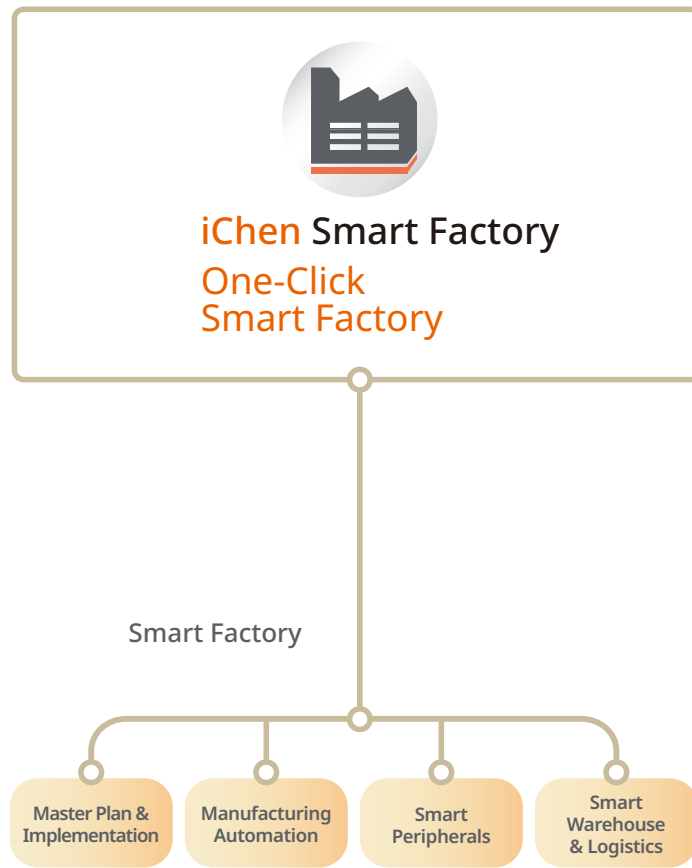 iChen Smart Factory
One-Click
Smart Factory
Smart Factory
Master Plan &
Implementation
Manufacturing
Automation
Smart
Peripherals
Smart
Warehouse
& Logistics